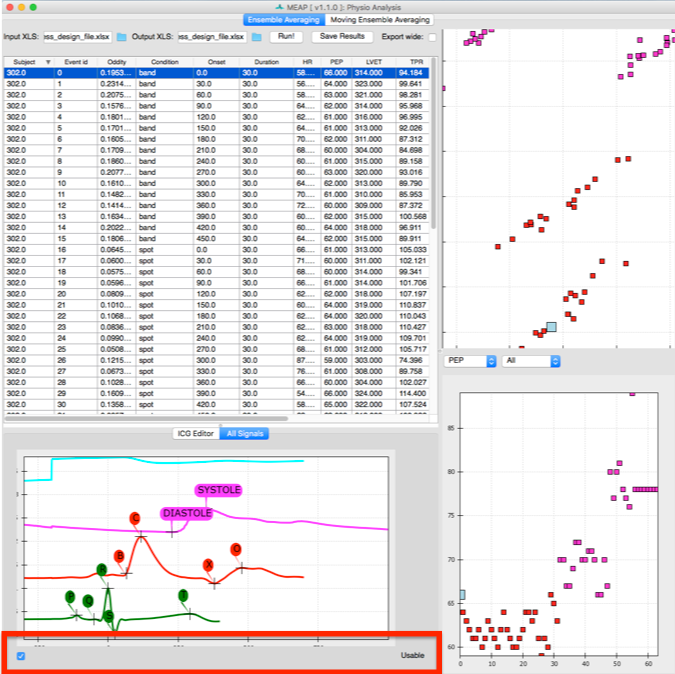 MEAP [ v1.1.0 ]: Physio Analysis
Ensemble Averaging Moving Ensemble Averaging
Input XLS: ess_design_file.xlsx Output XLS: ess_design_file.xlsx Run! Save Results Export wide:
Subject Event id Oddity Condition Onset Duration HR PEP LVET TPR
302.0 0 0.1953... band 0.0 30.0 58.... 66.000 314.000 94.184
302.0 1 0.2314... band 30.0 30.0 56.... 64.000 323.000 99.641
302.0 2 0.2075... band 60.0 30.0 58.... 63.000 321.000 98.281
302.0 3 0.1576... band 90.0 30.0 64.... 62.000 314.000 95.968
302.0 4 0.1801... band 120.0 30.0 62.... 61.000 316.000 96.995
302.0 5 0.1701... band 150.0 30.0 64.... 61.000 313.000 92.026
302.0 6 0.1605... band 180.0 30.0 70.... 62.000 311.000 87.312
302.0 7 0.1709... band 210.0 30.0 68.... 60.000 304.000 84.698
302.0 8 0.1860... band 240.0 30.0 62.... 61.000 315.000 89.158
302.0 9 0.2077... band 270.0 30.0 62.... 63.000 320.000 93.016
302.0 10 0.1610... band 300.0 30.0 64.... 62.000 313.000 89.790
302.0 11 0.1482... band 330.0 30.0 70.... 61.000 310.000 85.953
302.0 12 0.1414... band 360.0 30.0 72.... 60.000 309.000 87.372
302.0 13 0.1634... band 390.0 30.0 62.... 62.000 315.000 100.568
302.0 14 0.2022... band 420.0 30.0 60.... 64.000 318.000 96.911
302.0 15 0.1806... band 450.0 30.0 62.... 62.000 315.000 89.911
302.0 16 0.0645... spot 0.0 30.0 66.... 61.000 313.000 105.033
302.0 17 0.0600... spot 30.0 30.0 71.... 60.000 311.000 102.121
302.0 18 0.0575... spot 60.0 30.0 68.... 60.000 314.000 99.341
302.0 19 0.0596... spot 90.0 30.0 66.... 61.000 314.000 101.706
302.0 20 0.0809... spot 120.0 30.0 62.... 62.000 318.000 107.197
302.0 21 0.1010... spot 150.0 30.0 60.... 64.000 319.000 110.837
302.0 22 0.1068... spot 180.0 30.0 60.... 64.000 320.000 110.043
302.0 23 0.0836... spot 210.0 30.0 62.... 63.000 318.000 110.427
302.0 24 0.0990... spot 240.0 30.0 62.... 64.000 319.000 109.701
302.0 25 0.0508... spot 270.0 30.0 68.... 61.000 312.000 105.717
302.0 26 0.1215... spot 300.0 30.0 87.... 59.000 303.000 74.396
302.0 27 0.0673... spot 330.0 30.0 76.... 61.000 308.000 89.758
302.0 28 0.1028... spot 360.0 30.0 66.... 60.000 304.000 102.027
302.0 29 0.1609... spot 390.0 30.0 54.... 66.000 324.000 114.400
302.0 30 0.1358... spot 420.0 30.0 58.... 65.000 322.000 107.524
PEP All
ICG Editor All Signals
SYSTOLE
DIASTOLE
C
B
X
O
R
P
Q
S
T
85
80
75
70
65
60
0 10 20 30 40 50 60
Usable